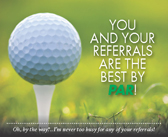 YOU
AND YOUR
REFERRALS
ARE THE
BEST BY
PAR!
Oh, by the way®...I'm never too busy for any of your referrals!